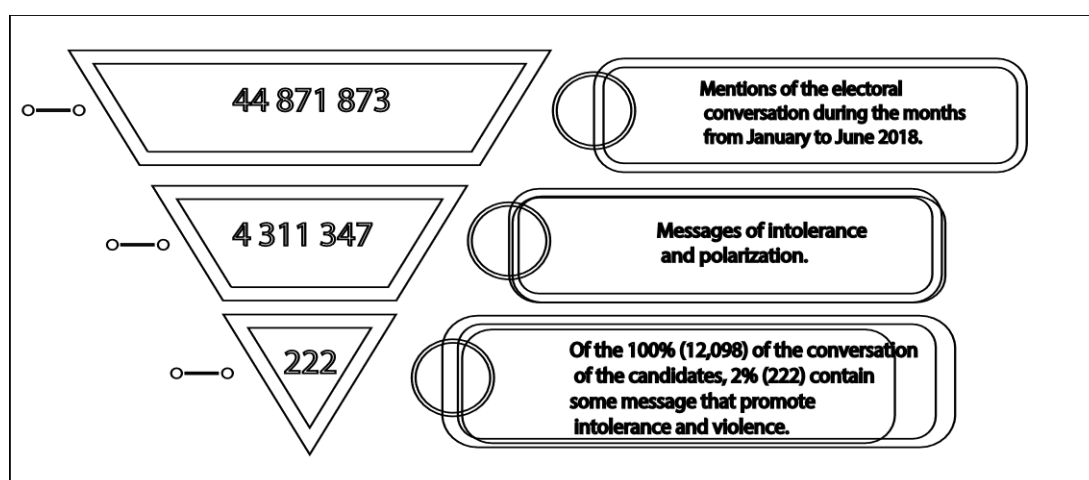 44 871 873
Mentions of the electoral
conversation during the months
from January to June 2018.
4 311 347
Messages of intolerance
and polarization.
222
Of the 100% (12,098) of the conversation
of the candidates, 2% (222) contain
some message that promote
intolerance and violence.